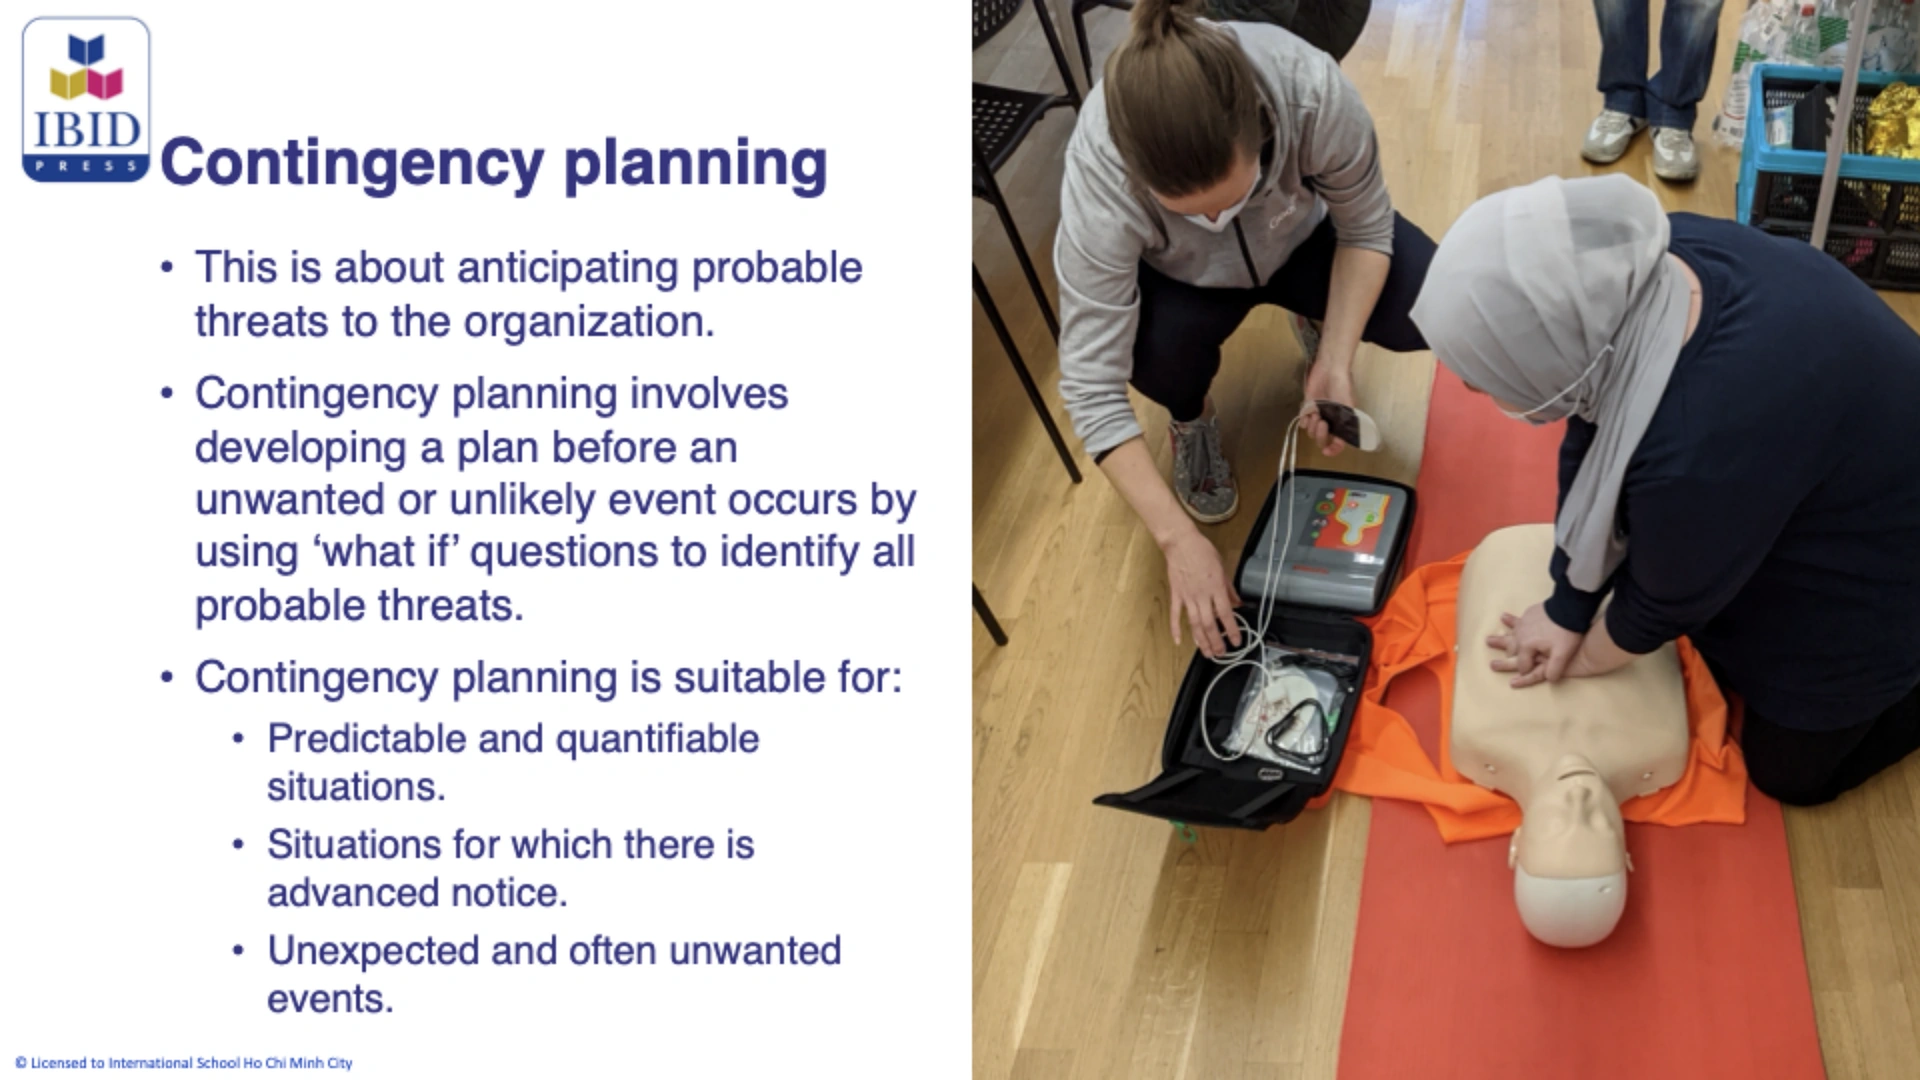 IBID
PRESS
Contingency planning
• This is about anticipating probable
threats to the organization.
• Contingency planning involves
developing a plan before an
unwanted or unlikely event occurs by
using ‘what if’ questions to identify all
probable threats.
• Contingency planning is suitable for:
• Predictable and quantifiable
situations.
• Situations for which there is
advanced notice.
• Unexpected and often unwanted
events.
© Licensed to International School Ho Chi Minh City